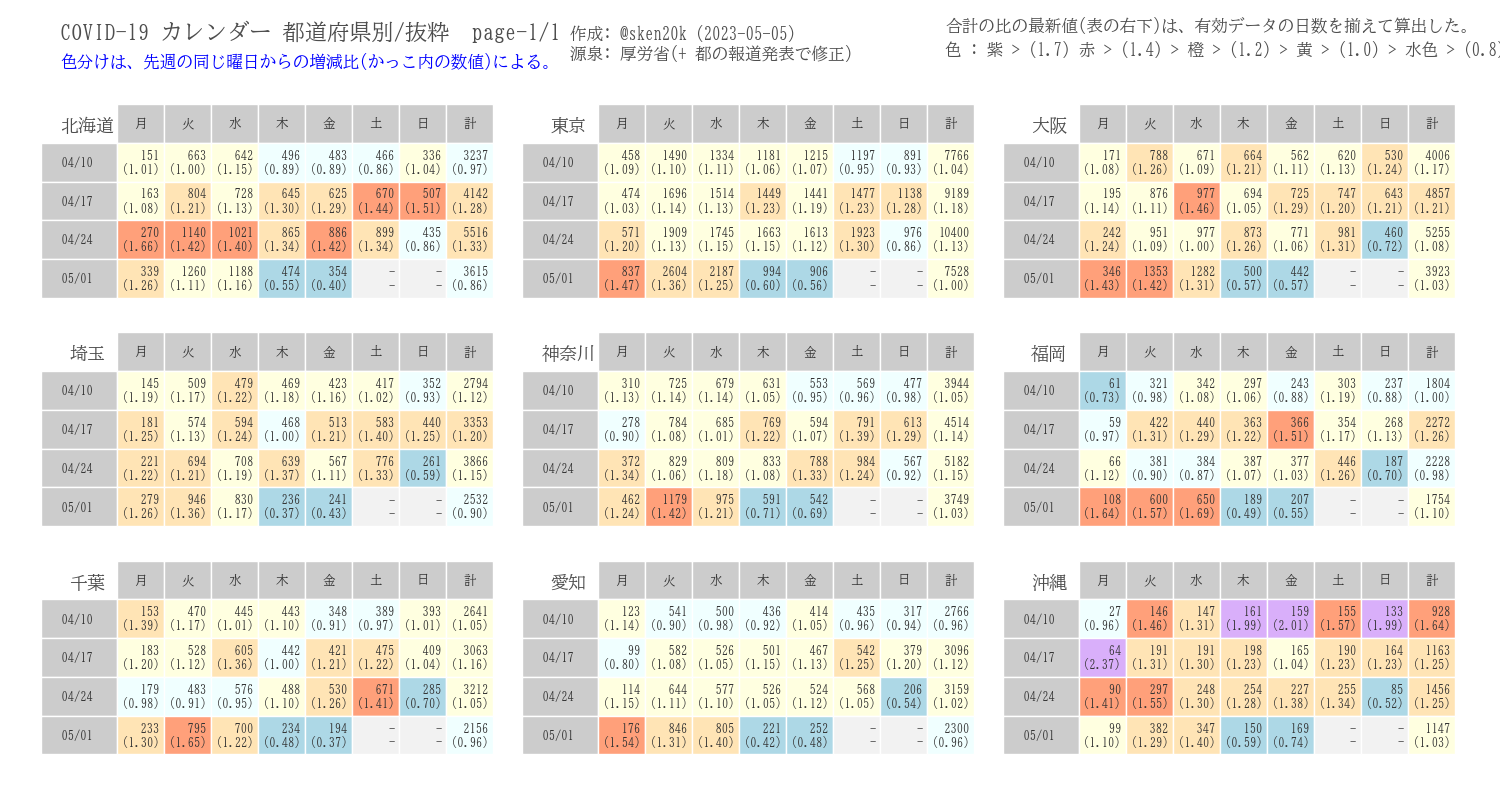 COVID-19 カレンダー 都道府県別/抜粋 page-1/1 作成: @sken20k (2023-05-05)
色分けは、先週の同じ曜日からの増減比(かっこ内の数値)による。 源泉: 厚労省(+ 都の報道発表で修正)
合計の比の最新値(表の右下)は、有効データの日数を揃えて算出した。
色 : 紫 > (1.7) 赤 > (1.4) > 橙 > (1.2) > 黄 > (1.0) > 水色 > (0.8)
北海道 月 火 水 木 金 土 日 計
04/10 151 663 642 496 483 466 336 3237
(1.01) (1.00) (1.15) (0.89) (0.89) (0.86) (1.04) (0.97)
04/17 163 804 728 645 625 670 507 4142
(1.08) (1.21) (1.13) (1.30) (1.29) (1.44) (1.51) (1.28)
04/24 270 1140 1021 865 886 899 435 5516
(1.66) (1.42) (1.40) (1.34) (1.42) (1.34) (0.86) (1.33)
05/01 339 1260 1188 474 354 - - 3615
(1.26) (1.11) (1.16) (0.55) (0.40) - - (0.86)
東京 月 火 水 木 金 土 日 計
04/10 458 1490 1334 1181 1215 1197 891 7766
(1.09) (1.10) (1.11) (1.06) (1.07) (0.95) (0.93) (1.04)
04/17 474 1696 1514 1449 1441 1477 1138 9189
(1.03) (1.14) (1.13) (1.23) (1.19) (1.23) (1.28) (1.18)
04/24 571 1909 1745 1663 1613 1923 976 10400
(1.20) (1.13) (1.15) (1.15) (1.12) (1.30) (0.86) (1.13)
05/01 837 2604 2187 994 906 - - 7528
(1.47) (1.36) (1.25) (0.60) (0.56) - - (1.00)
大阪 月 火 水 木 金 土 日 計
04/10 171 788 671 664 562 620 530 4006
(1.08) (1.26) (1.09) (1.21) (1.11) (1.13) (1.24) (1.17)
04/17 195 876 977 694 725 747 643 4857
(1.14) (1.11) (1.46) (1.05) (1.29) (1.20) (1.21) (1.21)
04/24 242 951 977 873 771 981 460 5255
(1.24) (1.09) (1.00) (1.26) (1.06) (1.31) (0.72) (1.08)
05/01 346 1353 1282 500 442 - - 3923
(1.43) (1.42) (1.31) (0.57) (0.57) - - (1.03)
埼玉 月 火 水 木 金 土 日 計
04/10 145 509 479 469 423 417 352 2794
(1.19) (1.17) (1.22) (1.18) (1.16) (1.02) (0.93) (1.12)
04/17 181 574 594 468 513 583 440 3353
(1.25) (1.13) (1.24) (1.00) (1.21) (1.40) (1.25) (1.20)
04/24 221 694 708 639 567 776 261 3866
(1.22) (1.21) (1.19) (1.37) (1.11) (1.33) (0.59) (1.15)
05/01 279 946 830 236 241 - - 2532
(1.26) (1.36) (1.17) (0.37) (0.43) - - (0.90)
神奈川 月 火 水 木 金 土 日 計
04/10 310 725 679 631 553 569 477 3944
(1.13) (1.14) (1.14) (1.05) (0.95) (0.96) (0.98) (1.05)
04/17 278 784 685 769 594 791 613 4514
(0.90) (1.08) (1.01) (1.22) (1.07) (1.39) (1.29) (1.14)
04/24 372 829 809 833 788 984 567 5182
(1.34) (1.06) (1.18) (1.08) (1.33) (1.24) (0.92) (1.15)
05/01 462 1179 975 591 542 - - 3749
(1.24) (1.42) (1.21) (0.71) (0.69) - - (1.03)
福岡 月 火 水 木 金 土 日 計
04/10 61 321 342 297 243 303 237 1804
(0.73) (0.98) (1.08) (1.06) (0.88) (1.19) (0.88) (1.00)
04/17 59 422 440 363 366 354 268 2272
(0.97) (1.31) (1.29) (1.22) (1.51) (1.17) (1.13) (1.26)
04/24 66 381 384 387 377 446 187 2228
(1.12) (0.90) (0.87) (1.07) (1.03) (1.26) (0.70) (0.98)
05/01 108 600 650 189 207 - - 1754
(1.64) (1.57) (1.69) (0.49) (0.55) - - (1.10)
千葉 月 火 水 木 金 土 日 計
04/10 153 470 445 443 348 389 393 2641
(1.39) (1.17) (1.01) (1.10) (0.91) (0.97) (1.01) (1.05)
04/17 183 528 605 442 421 475 409 3063
(1.20) (1.12) (1.36) (1.00) (1.21) (1.22) (1.04) (1.16)
04/24 179 483 576 488 530 671 285 3212
(0.98) (0.91) (0.95) (1.10) (1.26) (1.41) (0.70) (1.05)
05/01 233 795 700 234 194 - - 2156
(1.30) (1.65) (1.22) (0.48) (0.37) - - (0.96)
愛知 月 火 水 木 金 土 日 計
04/10 123 541 500 436 414 435 317 2766
(1.14) (0.90) (0.98) (0.92) (1.05) (0.96) (0.94) (0.96)
04/17 99 582 526 501 467 542 379 3096
(0.80) (1.08) (1.05) (1.15) (1.13) (1.25) (1.20) (1.12)
04/24 114 644 577 526 524 568 206 3159
(1.15) (1.11) (1.10) (1.05) (1.12) (1.05) (0.54) (1.02)
05/01 176 846 805 221 252 - - 2300
(1.54) (1.31) (1.40) (0.42) (0.48) - - (0.96)
沖縄 月 火 水 木 金 土 日 計
04/10 27 146 147 161 159 155 133 928
(0.96) (1.46) (1.31) (1.99) (2.01) (1.57) (1.99) (1.64)
04/17 64 191 191 198 165 190 164 1163
(2.37) (1.31) (1.30) (1.23) (1.04) (1.23) (1.23) (1.25)
04/24 90 297 248 254 227 255 85 1456
(1.41) (1.55) (1.30) (1.28) (1.38) (1.34) (0.52) (1.25)
05/01 99 382 347 150 169 - - 1147
(1.10) (1.29) (1.40) (0.59) (0.74) - - (1.03)